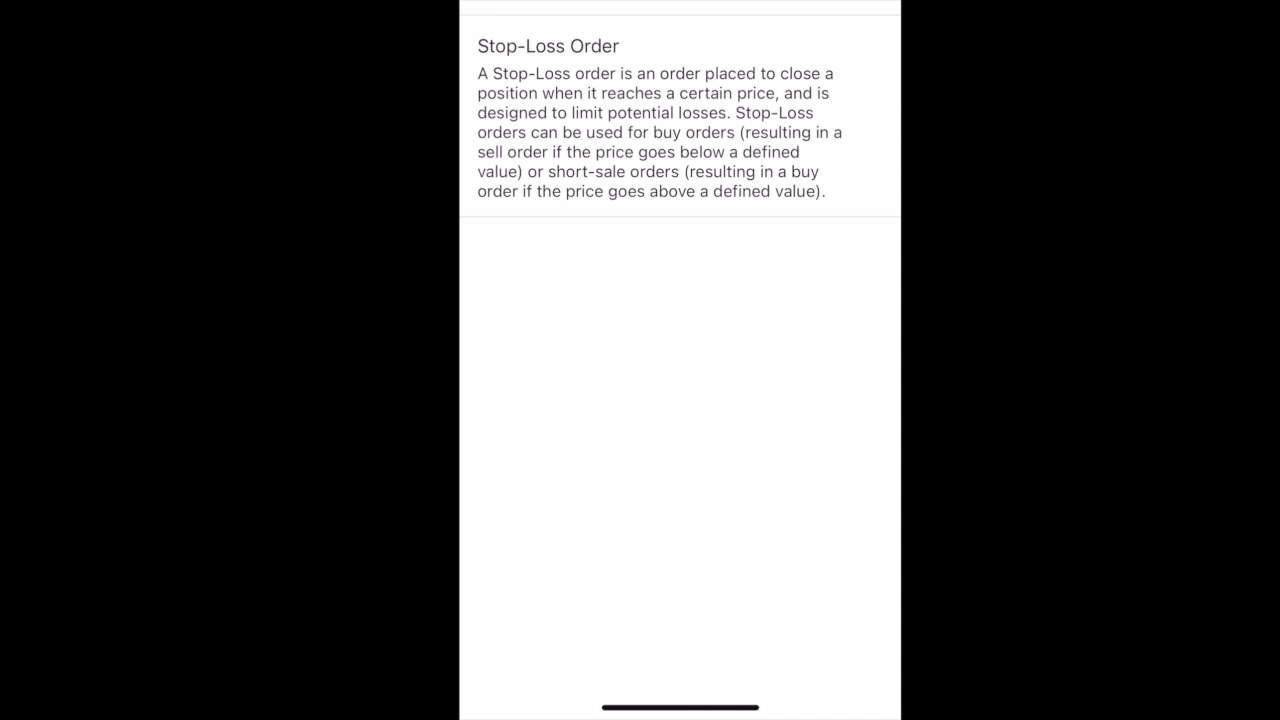 Stop-Loss Order
A Stop-Loss order is an order placed to close a
position when it reaches a certain price, and is
designed to limit potential losses. Stop-Loss
orders can be used for buy orders (resulting in a
sell order if the price goes below a defined
value) or short-sale orders (resulting in a buy
order if the price goes above a defined value).